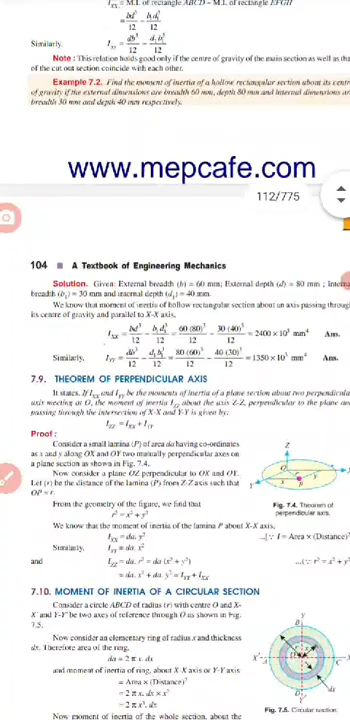 I_XX = M.I. of rectangle ABCD – M.I. of rectangle EFGH
= bd³/12 – b₁d₁³/12
Similarly, I_YY = db³/12 – d₁b₁³/12
Note : This relation holds good only if the centre of gravity of the main section as well as tha
of the cut out section coincide with each other.
Example 7.2. Find the moment of inertia of a hollow rectangular section about its centr
of gravity if the external dimensions are breadth 60 mm, depth 80 mm and internal dimensions ar
breadth 30 mm and depth 40 mm respectively.
www.mepcafe.com
112/775
104 ■ A Textbook of Engineering Mechanics
Solution. Given: External breadth (b) = 60 mm; External depth (d) = 80 mm ; Interna
breadth (b₁) = 30 mm and internal depth (d₁) = 40 mm.
We know that moment of inertia of hollow rectangular section about an axis passing throug
its centre of gravity and parallel to X-X axis,
I_XX = bd³/12 – b₁d₁³/12 = 60 (80)³/12 – 30 (40)³/12 = 2400 × 10³ mm⁴ Ans.
Similarly, I_YY = db³/12 – d₁b₁³/12 = 80 (60)³/12 – 40 (30)³/12 = 1350 × 10³ mm⁴ Ans.
7.9. THEOREM OF PERPENDICULAR AXIS
It states, If I_XX and I_YY be the moments of inertia of a plane section about two perpendicula
axis meeting at O, the moment of inertia I_ZZ about the axis Z-Z, perpendicular to the plane an
passing through the intersection of X-X and Y-Y is given by:
I_ZZ = I_XX + I_YY
Proof :
Consider a small lamina (P) of area da having co-ordinates
as x and y along OX and OY two mutually perpendicular axes on
a plane section as shown in Fig. 7.4.
Now consider a plane OZ perpendicular to OX and OY.
Let (r) be the distance of the lamina (P) from Z-Z axis such that
OP = r.
Z
O
r
y
x
P
Y
Fig. 7.4. Theorem of
perpendicular axis.
From the geometry of the figure, we find that
r² = x² + y²
We know that the moment of inertia of the lamina P about X-X axis,
I_XX = da. y² ...(∵ I = Area × (Distance)²
Similarly, I_YY = da. x²
and I_ZZ = da. r² = da (x² + y²) ...(∵ r² = x² + y²
= da. x² + da. y² = I_YY + I_XX
7.10. MOMENT OF INERTIA OF A CIRCULAR SECTION
Consider a circle ABCD of radius (r) with centre O and X-
X' and Y-Y' be two axes of reference through O as shown in Fig.
7.5.
Now consider an elementary ring of radius x and thickness
dx. Therefore area of the ring,
da = 2 π x. dx
and moment of inertia of ring, about X-X axis or Y-Y axis
= Area × (Distance)²
= 2 π x. dx × x²
= 2 π x³. dx
Now moment of inertia of the whole section, about the
Y
B
X'
A
O
r
x
C
D
Y'
dx
Fig. 7.5. Circular section.